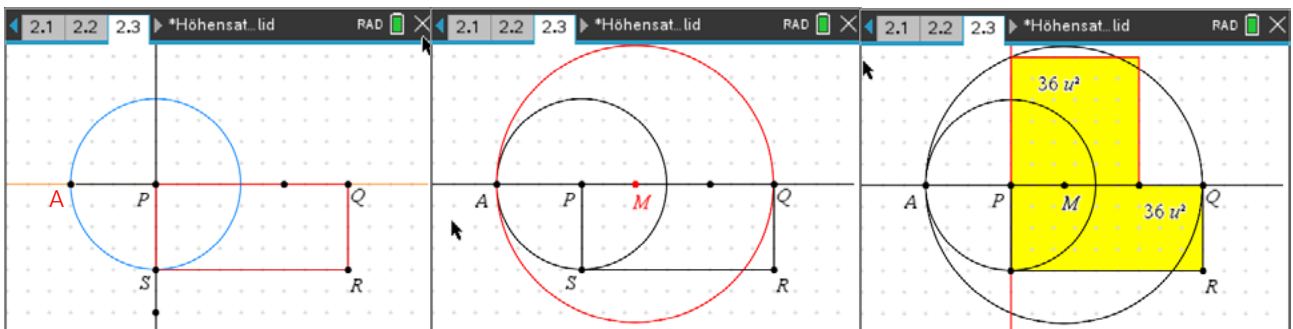 2.1 2.2 2.3 *Höhensat…lid RAD
A P Q
S R
2.1 2.2 2.3 *Höhensat…lid RAD
A P M Q
S R
2.1 2.2 2.3 *Höhensat…lid RAD
36 u²
A P M 36 u² Q
R